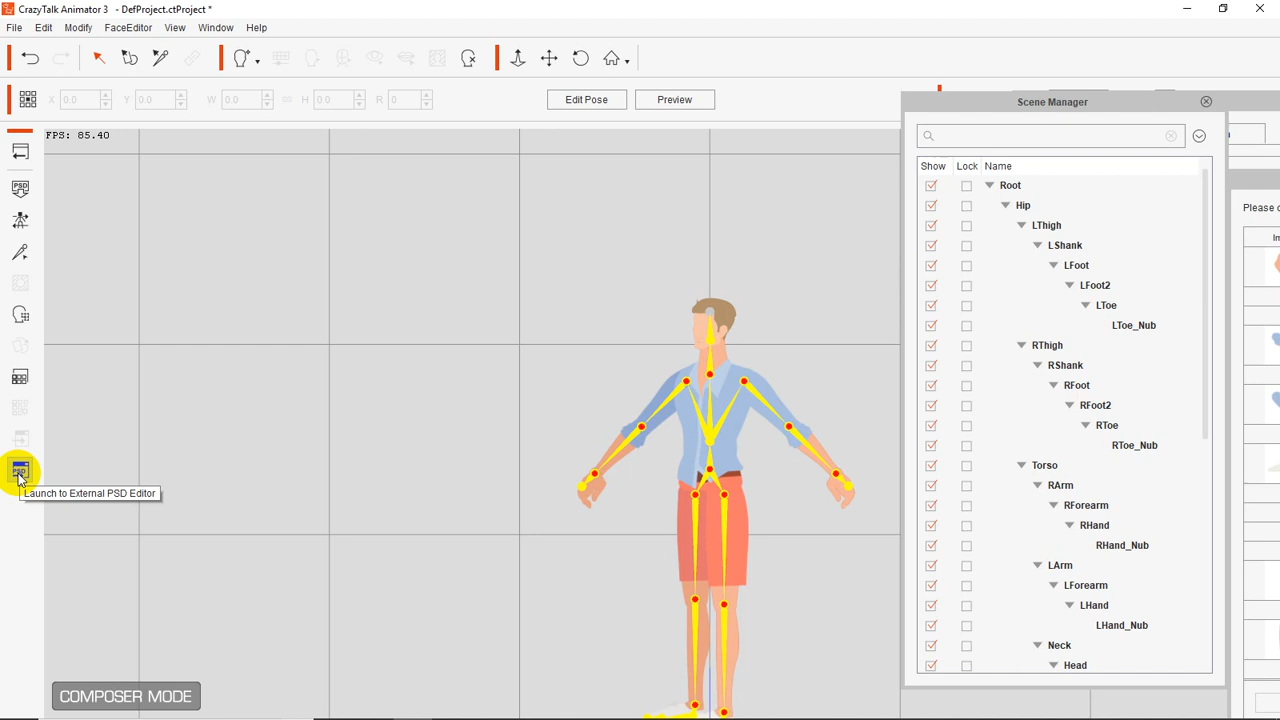 CrazyTalk Animator 3 - DefProject.ctProject *
File Edit Modify FaceEditor View Window Help
X 0.0 Y 0.0 W 0.0 H 0.0 R 0 Edit Pose Preview
FPS: 85.40
Scene Manager
Show Lock Name
Root
Hip
LThigh
LShank
LFoot
LFoot2
LToe
LToe_Nub
RThigh
RShank
RFoot
RFoot2
RToe
RToe_Nub
Torso
RArm
RForearm
RHand
RHand_Nub
LArm
LForearm
LHand
LHand_Nub
Neck
Head
Please
PSD
PSD
Launch to External PSD Editor
COMPOSER MODE